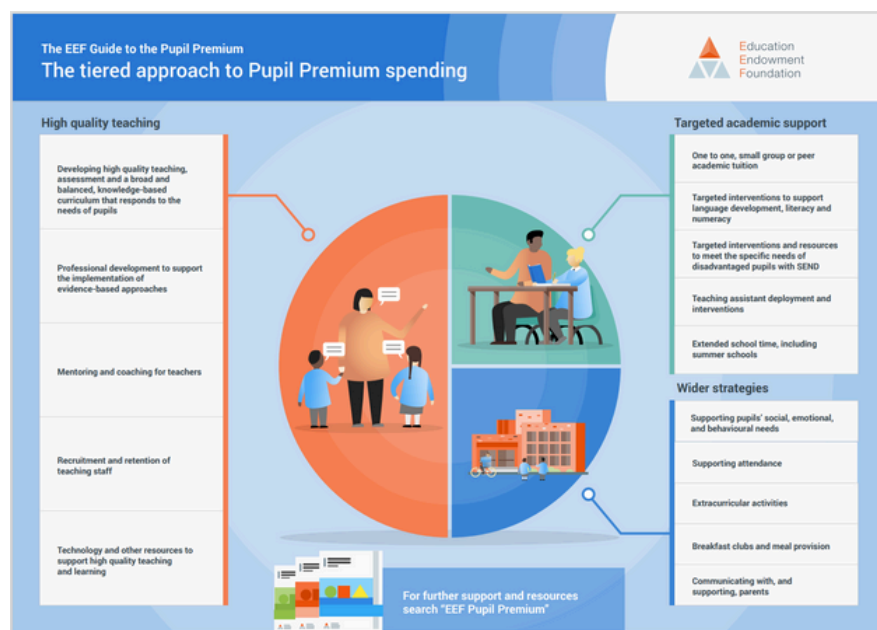 The EEF Guide to the Pupil Premium
The tiered approach to Pupil Premium spending
Education
Endowment
Foundation
High quality teaching
Developing high quality teaching,
assessment and a broad and
balanced, knowledge-based
curriculum that responds to the
needs of pupils
Professional development to support
the implementation of
evidence-based approaches
Mentoring and coaching for teachers
Recruitment and retention of
teaching staff
Technology and other resources to
support high quality teaching
and learning
Targeted academic support
One to one, small group or peer
academic tuition
Targeted interventions to support
language development, literacy and
numeracy
Targeted interventions and resources
to meet the specific needs of
disadvantaged pupils with SEND
Teaching assistant deployment and
interventions
Extended school time, including
summer schools
Wider strategies
Supporting pupils' social, emotional,
and behavioural needs
Supporting attendance
Extracurricular activities
Breakfast clubs and meal provision
Communicating with, and
supporting, parents
For further support and resources
search "EEF Pupil Premium"